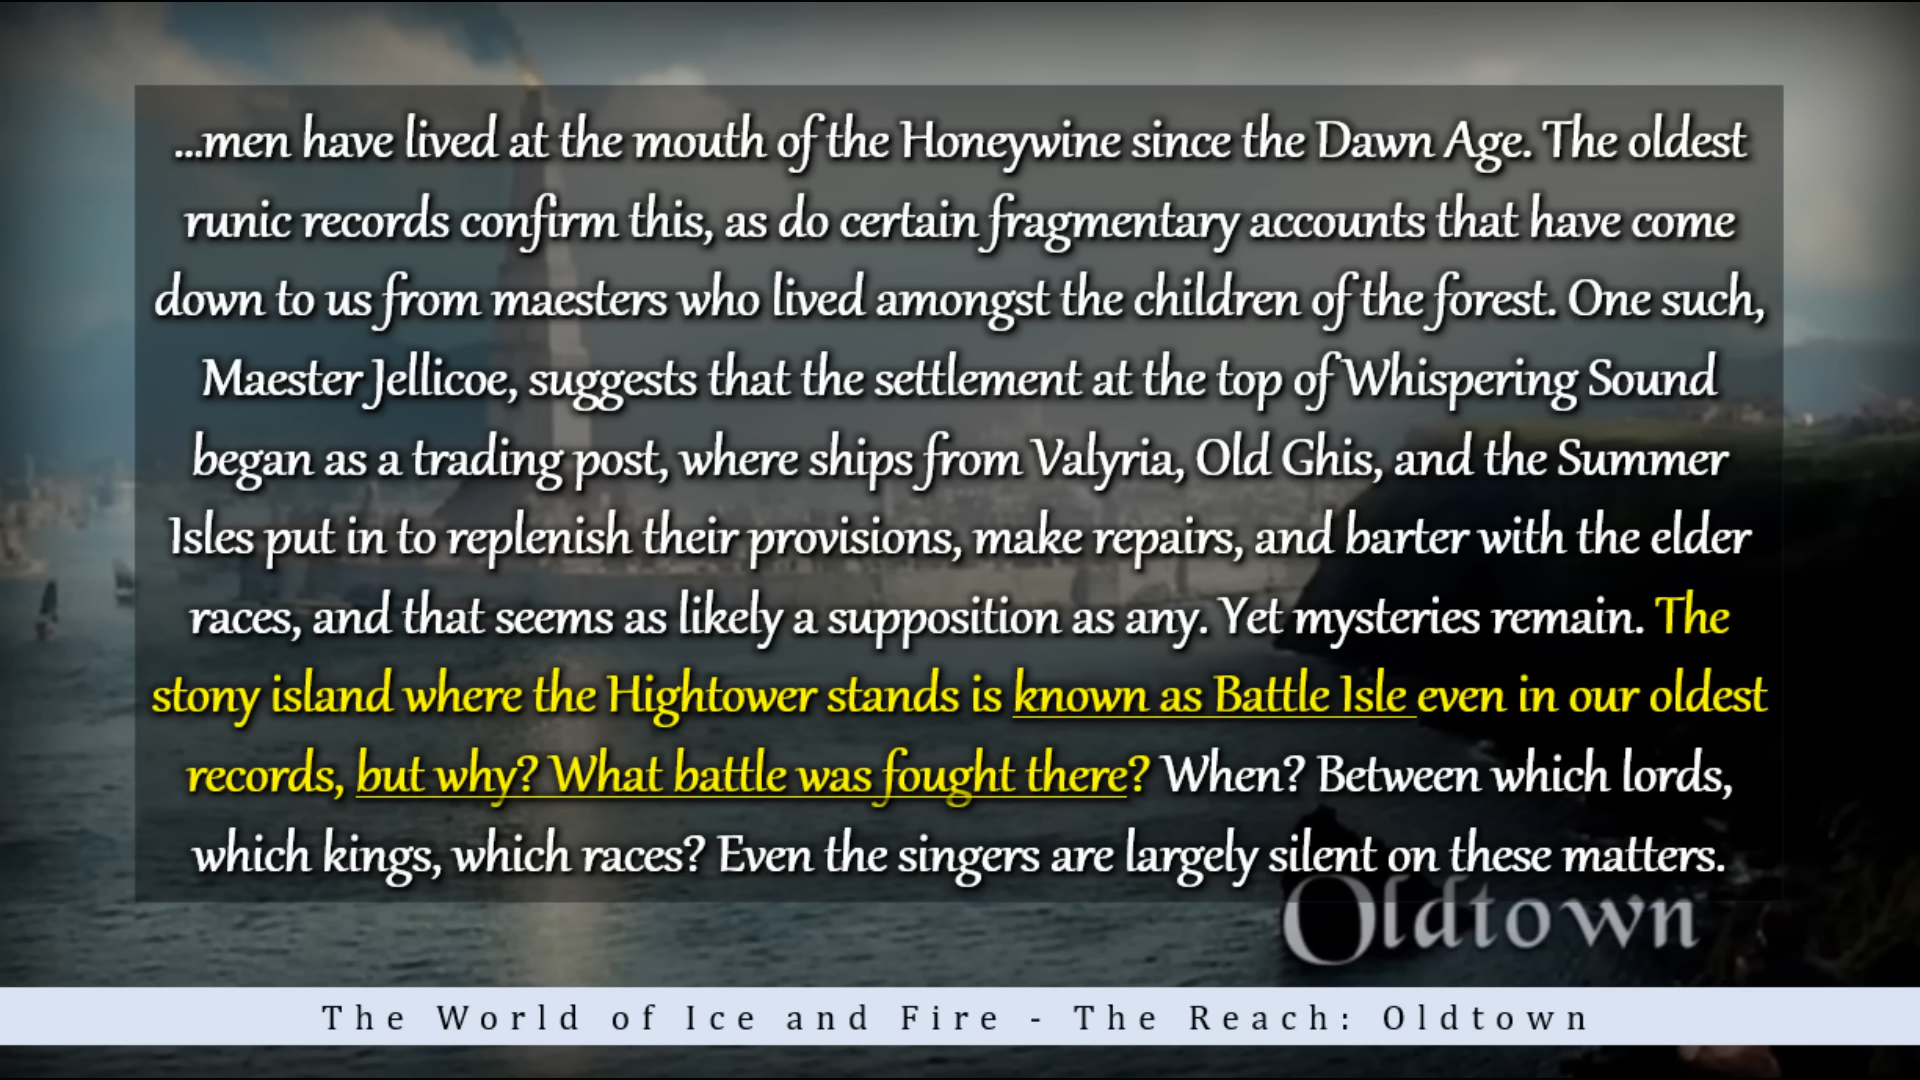 ...men have lived at the mouth of the Honeywine since the Dawn Age. The oldest
runic records confirm this, as do certain fragmentary accounts that have come
down to us from maesters who lived amongst the children of the forest. One such,
Maester Jellicoe, suggests that the settlement at the top of Whispering Sound
began as a trading post, where ships from Valyria, Old Ghis, and the Summer
Isles put in to replenish their provisions, make repairs, and barter with the elder
races, and that seems as likely a supposition as any. Yet mysteries remain. The
stony island where the Hightower stands is known as Battle Isle even in our oldest
records, but why? What battle was fought there? When? Between which lords,
which kings, which races? Even the singers are largely silent on these matters.
Oldtown
The World of Ice and Fire - The Reach: Oldtown